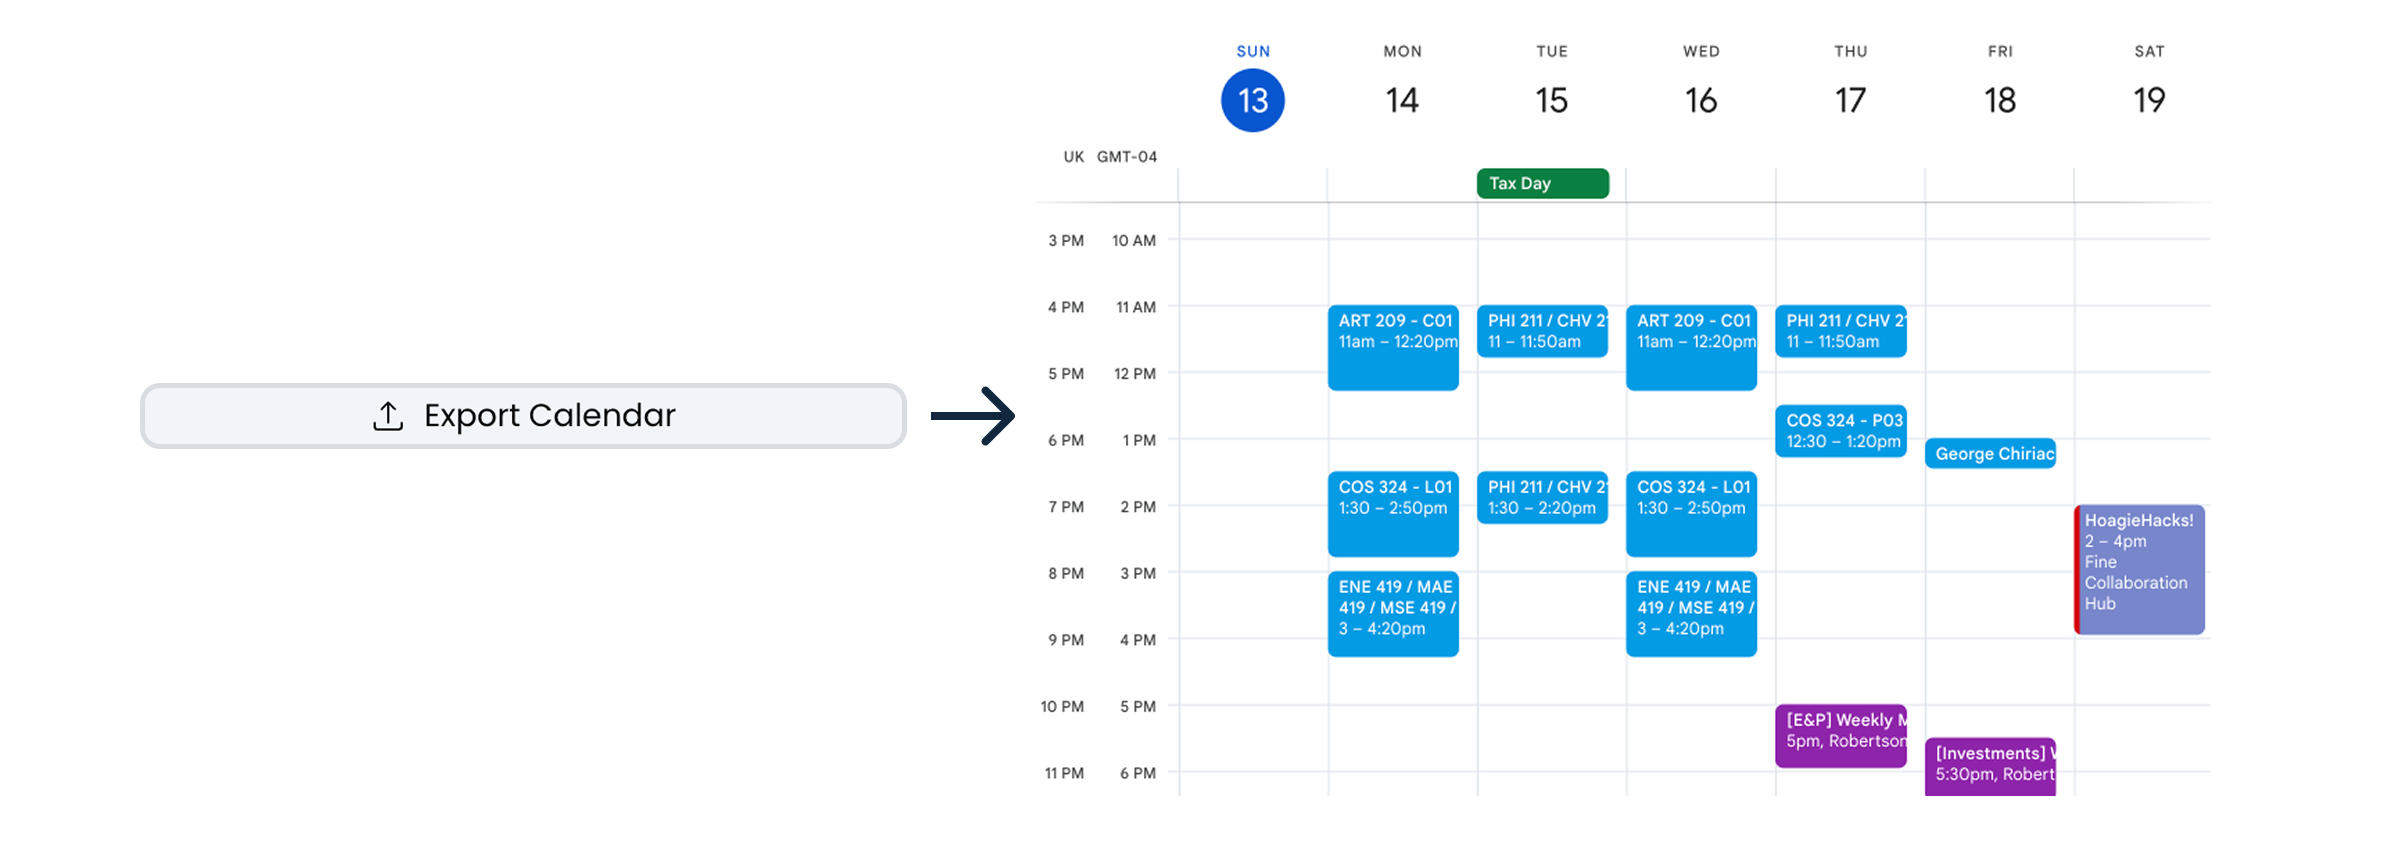 Export Calendar
SUN MON TUE WED THU FRI SAT
13 14 15 16 17 18 19
UK GMT-04
Tax Day
3 PM 10 AM
4 PM 11 AM
5 PM 12 PM
6 PM 1 PM
7 PM 2 PM
8 PM 3 PM
9 PM 4 PM
10 PM 5 PM
11 PM 6 PM
ART 209 - C01
11am – 12:20pm
COS 324 - L01
1:30 – 2:50pm
ENE 419 / MAE
419 / MSE 419 /
3 – 4:20pm
PHI 211 / CHV
11 – 11:50am
PHI 211 / CHV
1:30 – 2:20pm
ART 209 - C01
11am – 12:20pm
COS 324 - L01
1:30 – 2:50pm
ENE 419 / MAE
419 / MSE 419 /
3 – 4:20pm
PHI 211 / CHV
11 – 11:50am
COS 324 - P03
12:30 – 1:20pm
[E&P] Weekly
5pm, Robertson
George Chiriac
[Investments]
5:30pm, Robert
HoagieHacks!
2 – 4pm
Fine
Collaboration
Hub